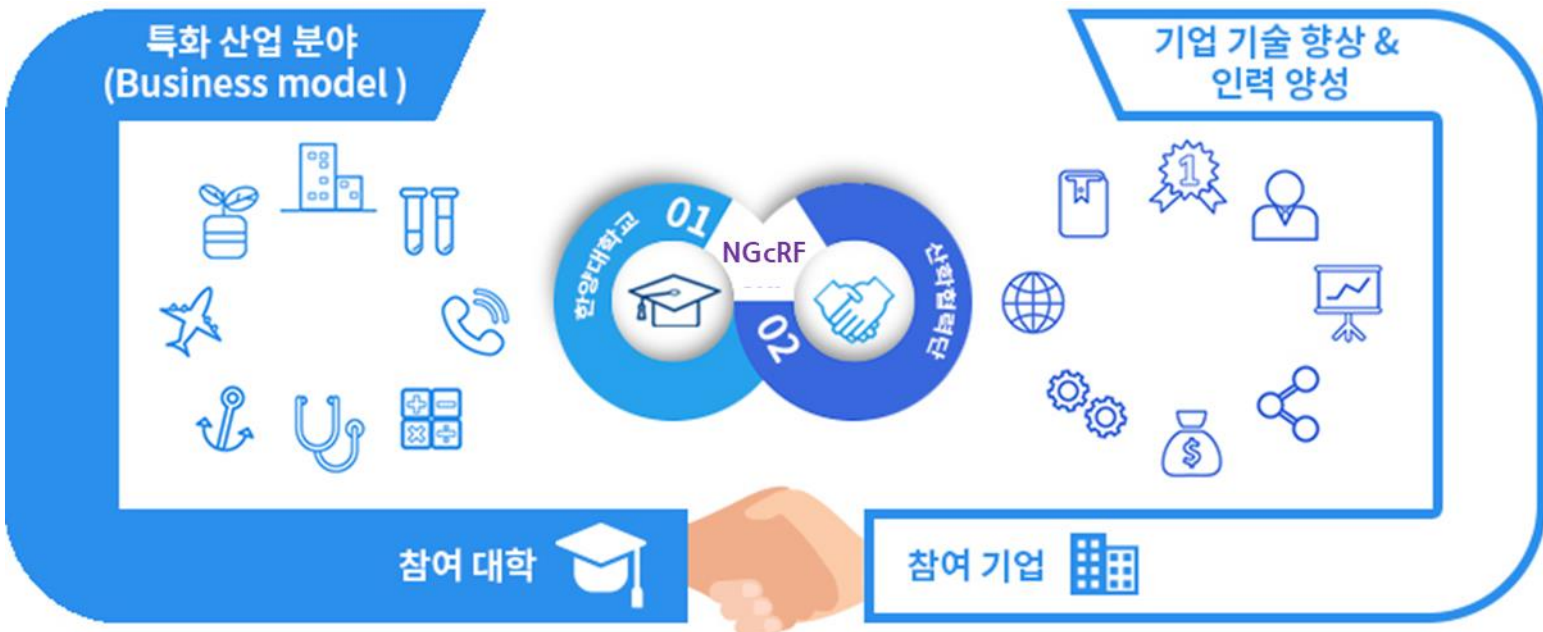 특화 산업 분야
(Business model )
기업 기술 향상 &
인력 양성
한양대학교
01
NGcRF
02
산학협력단
1
$
참여 대학
참여 기업